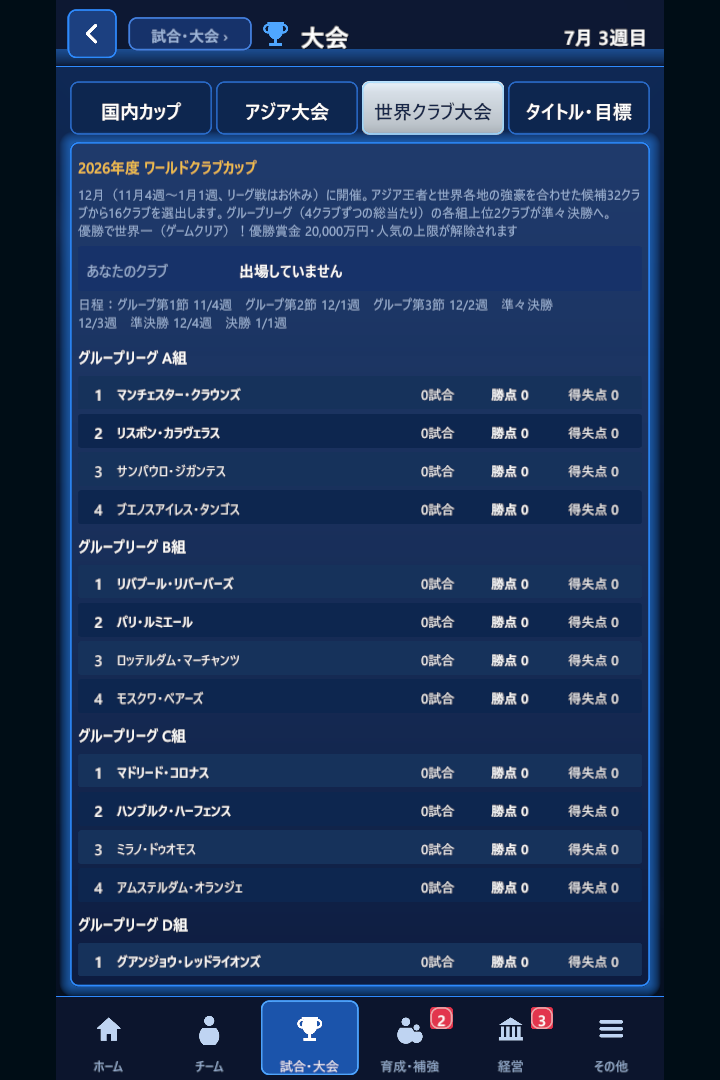 試合・大会 ›
大会
7月 3週目
国内カップ
アジア大会
世界クラブ大会
タイトル・目標
2026年度 ワールドクラブカップ
12月（11月4週～1月1週、リーグ戦はお休み）に開催。アジア王者と世界各地の強豪を合わせた候補32クラ
ブから16クラブを選出します。グループリーグ（4クラブずつの総当たり）の各組上位2クラブが準々決勝へ。
優勝で世界一（ゲームクリア）！優勝賞金 20,000万円・人気の上限が解除されます
あなたのクラブ 出場していません
日程：グループ第1節 11/4週 グループ第2節 12/1週 グループ第3節 12/2週 準々決勝
12/3週 準決勝 12/4週 決勝 1/1週
グループリーグ A組
1 マンチェスター・クラウンズ 0試合 勝点 0 得失点 0
2 リスボン・カラヴェラス 0試合 勝点 0 得失点 0
3 サンパウロ・ジガンテス 0試合 勝点 0 得失点 0
4 ブエノスアイレス・タンゴス 0試合 勝点 0 得失点 0
グループリーグ B組
1 リバプール・リバーバーズ 0試合 勝点 0 得失点 0
2 パリ・ルミエール 0試合 勝点 0 得失点 0
3 ロッテルダム・マーチャンツ 0試合 勝点 0 得失点 0
4 モスクワ・ベアーズ 0試合 勝点 0 得失点 0
グループリーグ C組
1 マドリード・コロナス 0試合 勝点 0 得失点 0
2 ハンブルク・ハーフェンス 0試合 勝点 0 得失点 0
3 ミラノ・ドゥオモス 0試合 勝点 0 得失点 0
4 アムステルダム・オランジェ 0試合 勝点 0 得失点 0
グループリーグ D組
1 グアンジョウ・レッドライオンズ 0試合 勝点 0 得失点 0
2
3
ホーム
チーム
試合・大会
育成・補強
経営
その他